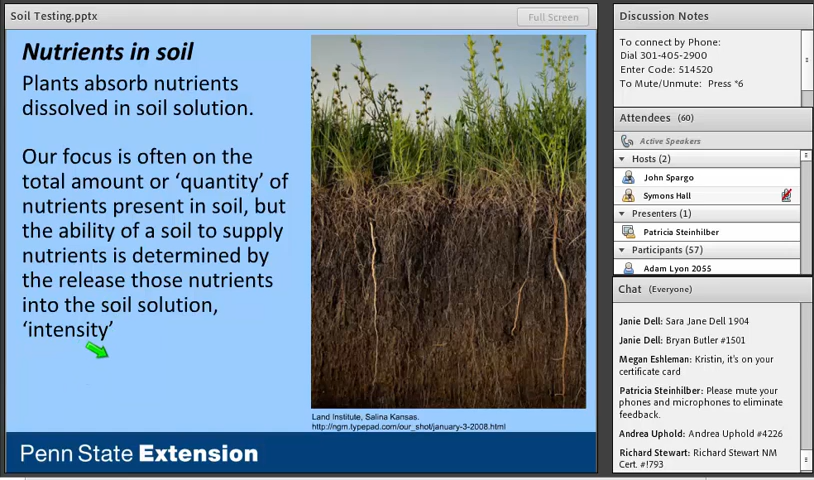 Soil Testing.pptx
Full Screen
Nutrients in soil
Plants absorb nutrients
dissolved in soil solution.
Our focus is often on the
total amount or ‘quantity’ of
nutrients present in soil, but
the ability of a soil to supply
nutrients is determined by
the release those nutrients
into the soil solution,
‘intensity’
Land Institute, Salina Kansas.
http://ngm.typepad.com/our_shot/january-3-2008.html
Penn State Extension
Discussion Notes
To connect by Phone:
Dial 301-405-2900
Enter Code: 514520
To Mute/Unmute: Press *6
Attendees (60)
Active Speakers
Hosts (2)
John Spargo
Symons Hall
Presenters (1)
Patricia Steinhilber
Participants (57)
Adam Lyon 2055
Chat (Everyone)
Janie Dell: Sara Jane Dell 1904
Janie Dell: Bryan Butler #1501
Megan Eshleman: Kristin, it's on your
certificate card
Patricia Steinhilber: Please mute your
phones and microphones to eliminate
feedback.
Andrea Uphold: Andrea Uphold #4226
Richard Stewart: Richard Stewart NM
Cert. #!793